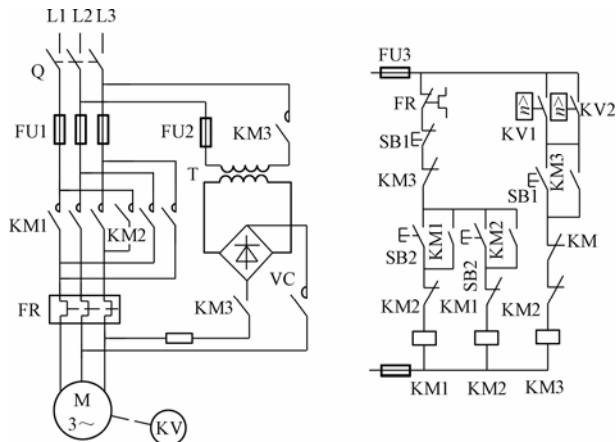 L1 L2 L3
Q
FU1
FU2
KM3
T
KM1
KM2
VC
KM3
FR
M
3～
KV
FU3
FR
n>
n>
KV2
KV1
SB1
KM3
KM3
SB1
KM1
KM2
SB2
SB2
KM
KM2
KM1
KM2
KM1
KM2
KM3